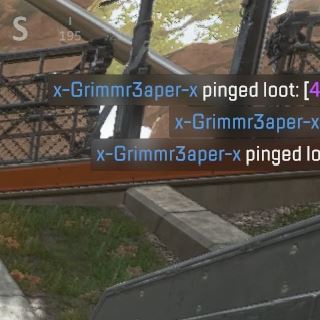 S
195
x-Grimmr3aper-x pinged loot: [4
x-Grimmr3aper-x
x-Grimmr3aper-x pinged lo